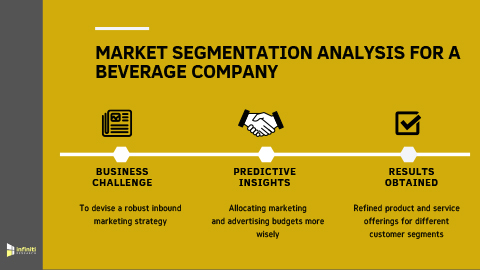 MARKET SEGMENTATION ANALYSIS FOR A
BEVERAGE COMPANY
BUSINESS
CHALLENGE
To devise a robust inbound
marketing strategy
PREDICTIVE
INSIGHTS
Allocating marketing
and advertising budgets more
wisely
RESULTS
OBTAINED
Refined product and service
offerings for different
customer segments
infiniti
RESEARCH